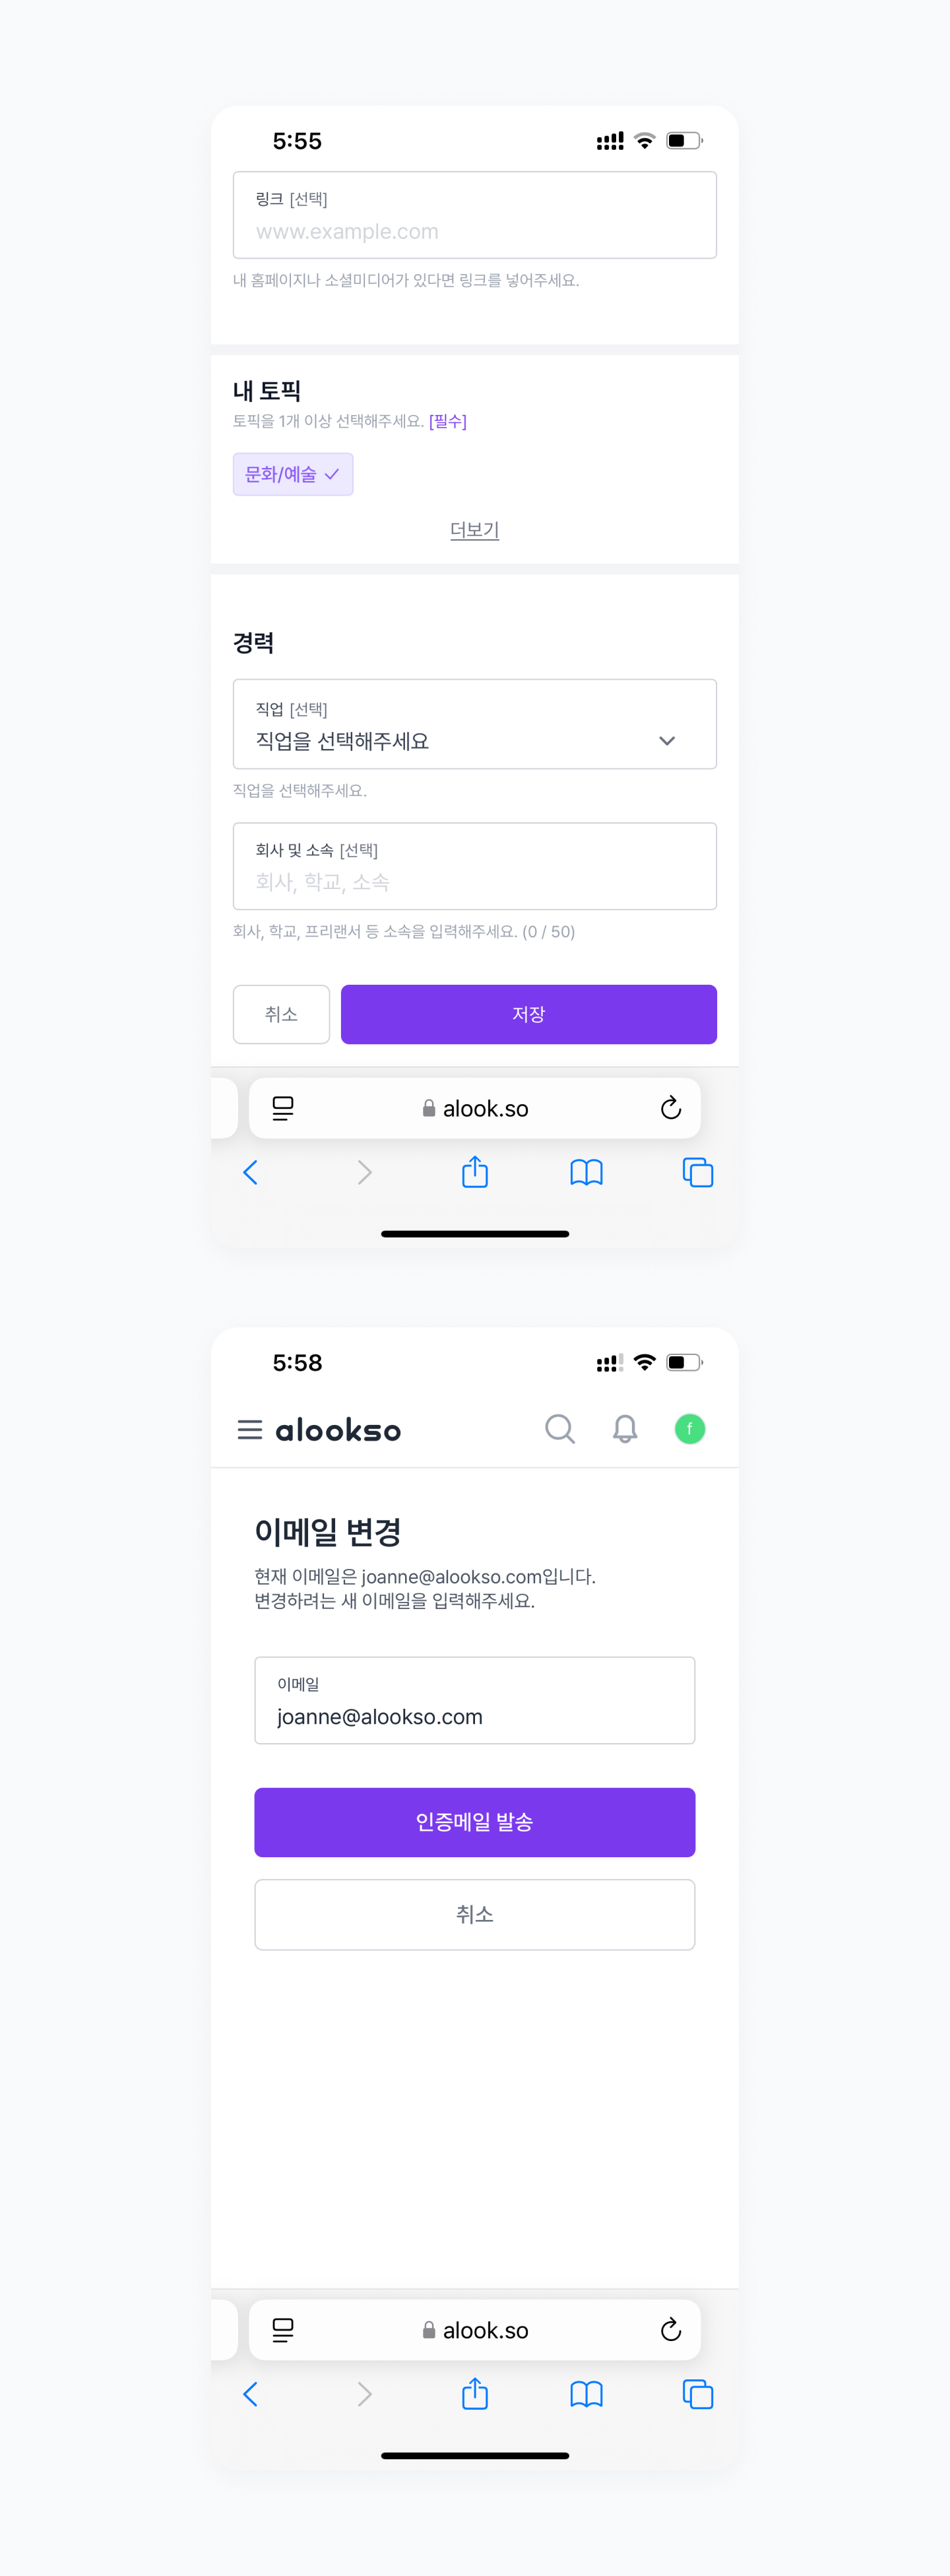 5:55
링크 [선택]
www.example.com
내 홈페이지나 소셜미디어가 있다면 링크를 넣어주세요.
내 토픽
토픽을 1개 이상 선택해주세요. [필수]
문화/예술
더보기
경력
직업 [선택]
직업을 선택해주세요
직업을 선택해주세요.
회사 및 소속 [선택]
회사, 학교, 소속
회사, 학교, 프리랜서 등 소속을 입력해주세요. (0 / 50)
취소 저장
alook.so
5:58
alookso f
이메일 변경
현재 이메일은 joanne@alookso.com입니다.
변경하려는 새 이메일을 입력해주세요.
이메일
joanne@alookso.com
인증메일 발송
취소
alook.so